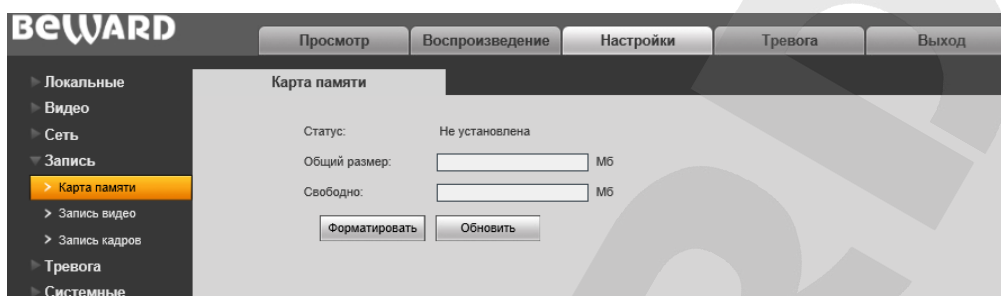 BEWARD
Просмотр Воспроизведение Настройки Тревога Выход
Локальные
Видео
Сеть
Запись
Карта памяти
Запись видео
Запись кадров
Тревога
Системные
Карта памяти
Статус: Не установлена
Общий размер: Мб
Свободно: Мб
Форматировать Обновить